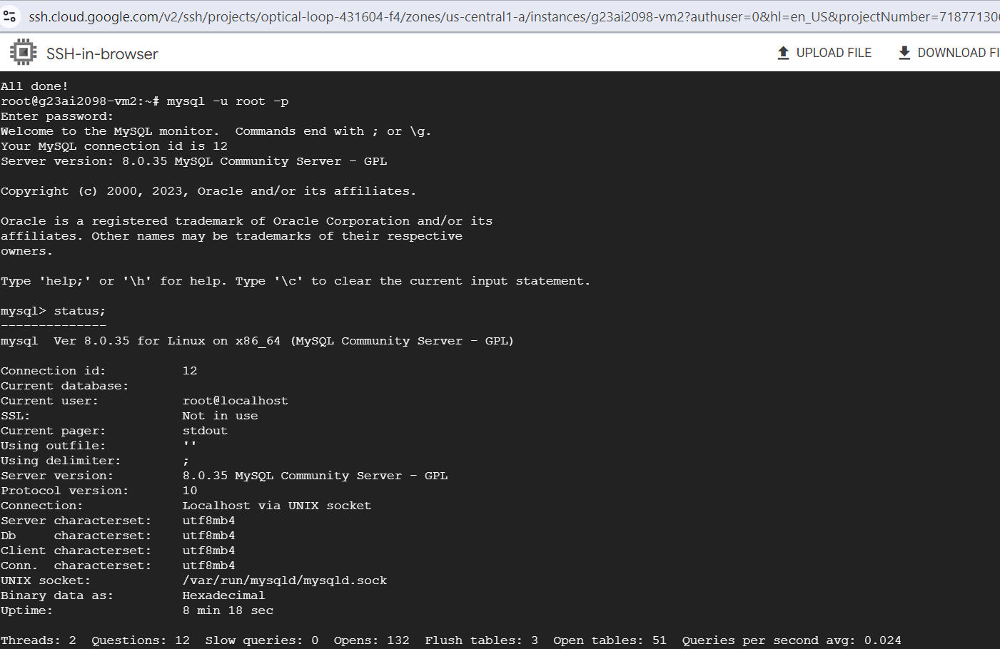 ssh.cloud.google.com/v2/ssh/projects/optical-loop-431604-f4/zones/us-central1-a/instances/g23ai2098-vm2?authuser=0&hl=en_US&projectNumber=71877130
SSH-in-browser
UPLOAD FILE
DOWNLOAD FI
All done!
root@g23ai2098-vm2:~# mysql -u root -p
Enter password:
Welcome to the MySQL monitor.  Commands end with ; or \g.
Your MySQL connection id is 12
Server version: 8.0.35 MySQL Community Server - GPL
Copyright (c) 2000, 2023, Oracle and/or its affiliates.
Oracle is a registered trademark of Oracle Corporation and/or its
affiliates. Other names may be trademarks of their respective
owners.
Type 'help;' or '\h' for help. Type '\c' to clear the current input statement.
mysql> status;
--------------
mysql  Ver 8.0.35 for Linux on x86_64 (MySQL Community Server - GPL)
Connection id:          12
Current database:
Current user:           root@localhost
SSL:                    Not in use
Current pager:          stdout
Using outfile:          ''
Using delimiter:        ;
Server version:         8.0.35 MySQL Community Server - GPL
Protocol version:       10
Connection:             Localhost via UNIX socket
Server characterset:    utf8mb4
Db     characterset:    utf8mb4
Client characterset:    utf8mb4
Conn.  characterset:    utf8mb4
UNIX socket:            /var/run/mysqld/mysqld.sock
Binary data as:         Hexadecimal
Uptime:                 8 min 18 sec
Threads: 2  Questions: 12  Slow queries: 0  Opens: 132  Flush tables: 3  Open tables: 51  Queries per second avg: 0.024